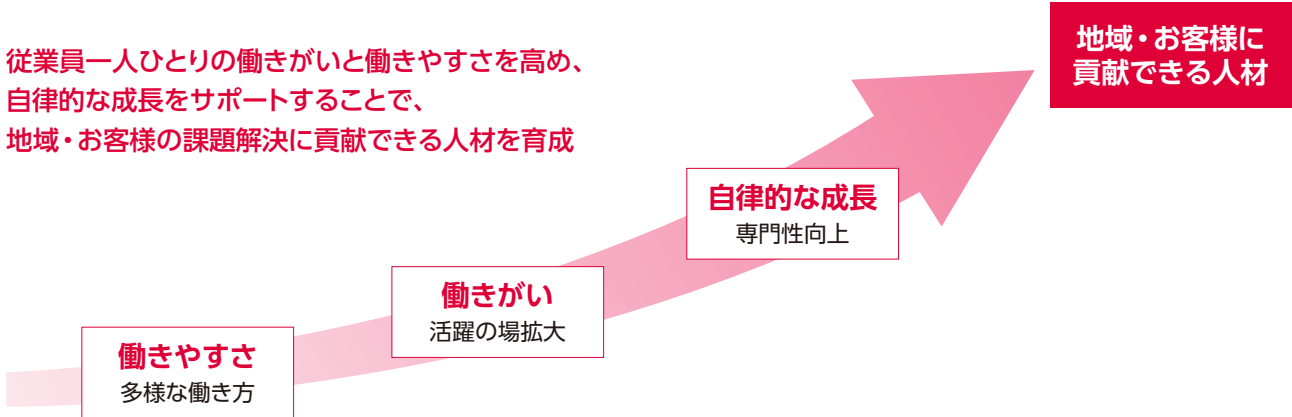 従業員一人ひとりの働きがいと働きやすさを高め、
自律的な成長をサポートすることで、
地域・お客様の課題解決に貢献できる人材を育成
地域・お客様に
貢献できる人材
自律的な成長
専門性向上
働きがい
活躍の場拡大
働きやすさ
多様な働き方